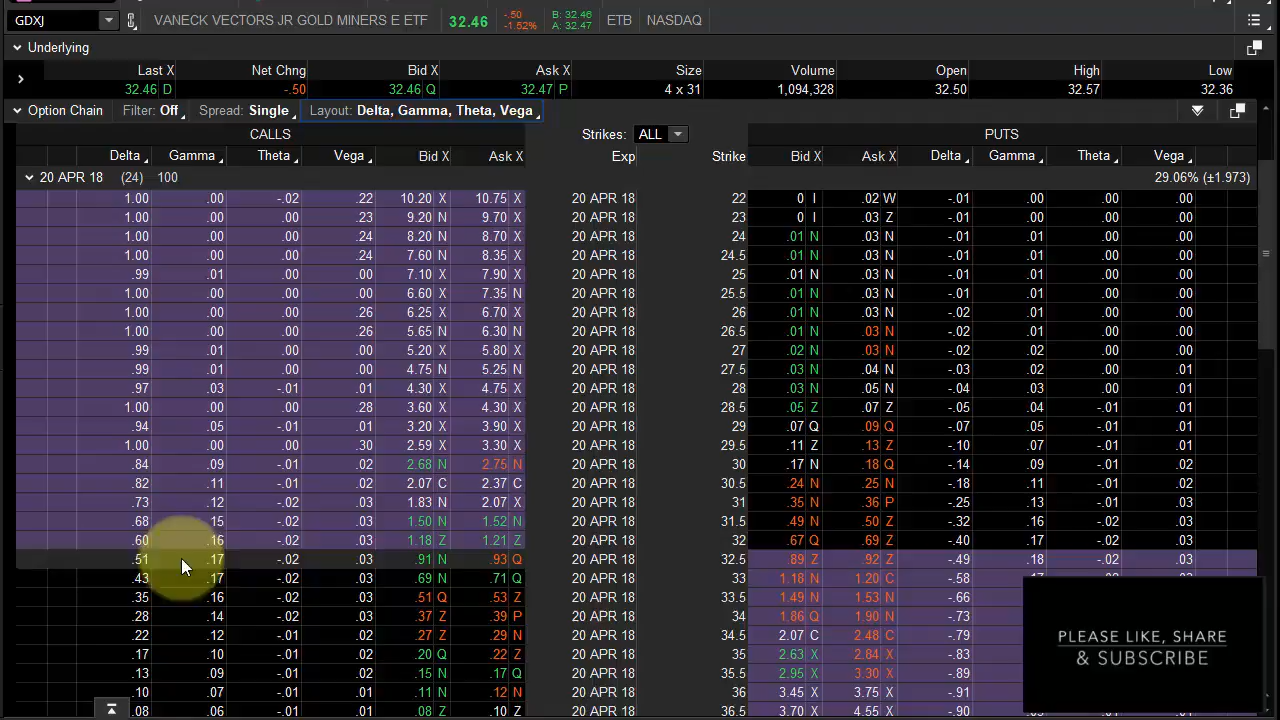 GDXJ VANECK VECTORS JR GOLD MINERS E ETF 32.46 -.50 -1.52% B: 32.46 A: 32.47 ETB NASDAQ
Underlying
Last X Net Chng Bid X Ask X Size Volume Open High Low
32.46 D -.50 32.46 Q 32.47 P 4 x 31 1,094,328 32.50 32.57 32.36
Option Chain Filter: Off Spread: Single Layout: Delta, Gamma, Theta, Vega
CALLS Strikes: ALL PUTS
Delta Gamma Theta Vega Bid X Ask X Exp Strike Bid X Ask X Delta Gamma Theta Vega
20 APR 18 (24) 100 29.06% (±1.973)
1.00 .00 -.02 .22 10.20 X 10.75 X 20 APR 18 22 0 I .02 W -.01 .00 .00 .00
1.00 .00 -.02 .23 9.20 N 9.70 X 20 APR 18 23 0 I .03 Z -.01 .00 .00 .00
1.00 .00 -.02 .24 8.20 N 8.70 X 20 APR 18 24 .01 N .03 N -.01 .01 .00 .00
1.00 .00 .00 .24 7.60 N 8.35 X 20 APR 18 24.5 .01 N .03 N -.01 .01 .00 .00
.99 .01 .00 .00 7.10 X 7.90 X 20 APR 18 25 .01 N .03 N -.01 .01 .00 .00
1.00 .00 .00 .00 6.60 X 7.35 N 20 APR 18 25.5 .01 N .03 N -.01 .01 .00 .00
1.00 .00 .00 .26 6.25 X 6.70 X 20 APR 18 26 .01 N .03 N -.02 .01 .00 .00
1.00 .00 .00 .26 5.65 N 6.30 N 20 APR 18 26.5 .01 N .03 N -.02 .01 .00 .00
.99 .01 .00 .00 5.20 X 5.80 X 20 APR 18 27 .02 N .03 N -.02 .02 .00 .00
.99 .01 .00 .00 4.75 N 5.25 N 20 APR 18 27.5 .03 N .04 N -.03 .02 .00 .00
.97 .03 -.01 .01 4.30 X 4.75 X 20 APR 18 28 .03 N .05 N -.04 .03 -.01 .01
1.00 .00 .00 .28 3.60 X 4.30 X 20 APR 18 28.5 .05 Z .07 Z -.05 .04 -.01 .01
.94 .05 -.01 .01 3.20 X 3.90 X 20 APR 18 29 .07 Q .09 Q -.07 .05 -.01 .01
1.00 .00 .00 .30 2.59 X 3.30 X 20 APR 18 29.5 .11 Z .13 Z -.10 .07 -.01 .01
.84 .09 -.01 .02 2.68 N 2.75 N 20 APR 18 30 .17 N .18 Q -.14 .09 -.01 .02
.82 .11 -.01 .02 2.07 C 2.37 C 20 APR 18 30.5 .24 N .25 N -.18 .11 -.01 .02
.73 .12 -.02 .03 1.83 N 2.07 X 20 APR 18 31 .35 N .36 P -.25 .13 -.01 .03
.68 .15 -.02 .03 1.50 N 1.52 N 20 APR 18 31.5 .49 N .50 Z -.32 .16 -.02 .03
.60 .16 -.02 .03 1.18 Z 1.21 Z 20 APR 18 32 .67 Q .69 Z -.40 .17 -.02 .03
.51 .17 -.02 .03 .91 N .93 Q 20 APR 18 32.5 .89 Z .92 Z -.49 .18 -.02 .03
.43 .17 -.02 .03 .69 N .71 Q 20 APR 18 33 1.18 N 1.20 C -.58
.35 .16 -.02 .03 .51 Q .53 Z 20 APR 18 33.5 1.49 N 1.53 N -.66
.28 .14 -.02 .03 .37 Z .39 P 20 APR 18 34 1.86 Q 1.90 N -.73
.22 .12 -.01 .02 .27 Z .29 N 20 APR 18 34.5 2.07 C 2.48 C -.79
.17 .10 -.01 .02 .20 Q .22 Z 20 APR 18 35 2.63 X 2.84 X -.83
.13 .09 -.01 .02 .15 N .17 Q 20 APR 18 35.5 2.95 X 3.30 X -.89
.10 .07 -.01 .01 .11 N .12 N 20 APR 18 36 3.45 X 3.75 X -.91
.08 .06 -.01 .01 .08 Z .10 Z 20 APR 18 36.5 3.70 X 4.55 X -.90
PLEASE LIKE, SHARE
& SUBSCRIBE